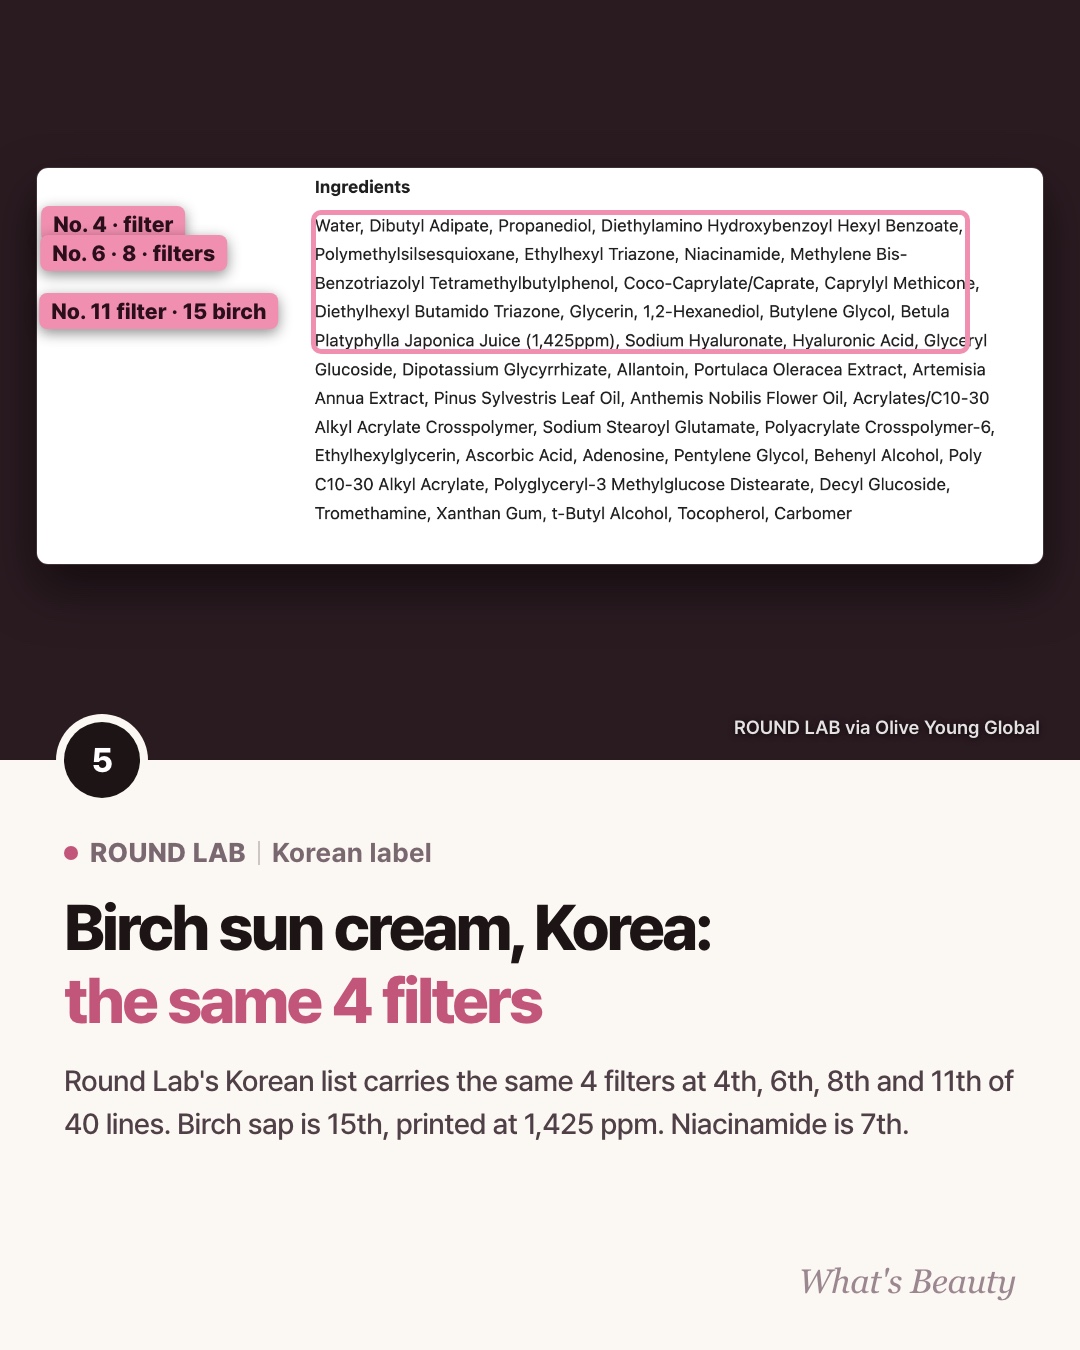 Ingredients
No. 4 · filter
No. 6 · 8 · filters
No. 11 filter · 15 birch
Water, Dibutyl Adipate, Propanediol, Diethylamino Hydroxybenzoyl Hexyl Benzoate,
Polymethylsilsesquioxane, Ethylhexyl Triazone, Niacinamide, Methylene Bis-
Benzotriazolyl Tetramethylbutylphenol, Coco-Caprylate/Caprate, Caprylyl Methicone,
Diethylhexyl Butamido Triazone, Glycerin, 1,2-Hexanediol, Butylene Glycol, Betula
Platyphylla Japonica Juice (1,425ppm), Sodium Hyaluronate, Hyaluronic Acid, Glyceryl
Glucoside, Dipotassium Glycyrrhizate, Allantoin, Portulaca Oleracea Extract, Artemisia
Annua Extract, Pinus Sylvestris Leaf Oil, Anthemis Nobilis Flower Oil, Acrylates/C10-30
Alkyl Acrylate Crosspolymer, Sodium Stearoyl Glutamate, Polyacrylate Crosspolymer-6,
Ethylhexylglycerin, Ascorbic Acid, Adenosine, Pentylene Glycol, Behenyl Alcohol, Poly
C10-30 Alkyl Acrylate, Polyglyceryl-3 Methylglucose Distearate, Decyl Glucoside,
Tromethamine, Xanthan Gum, t-Butyl Alcohol, Tocopherol, Carbomer
ROUND LAB via Olive Young Global
5
ROUND LAB | Korean label
Birch sun cream, Korea:
the same 4 filters
Round Lab's Korean list carries the same 4 filters at 4th, 6th, 8th and 11th of
40 lines. Birch sap is 15th, printed at 1,425 ppm. Niacinamide is 7th.
What's Beauty